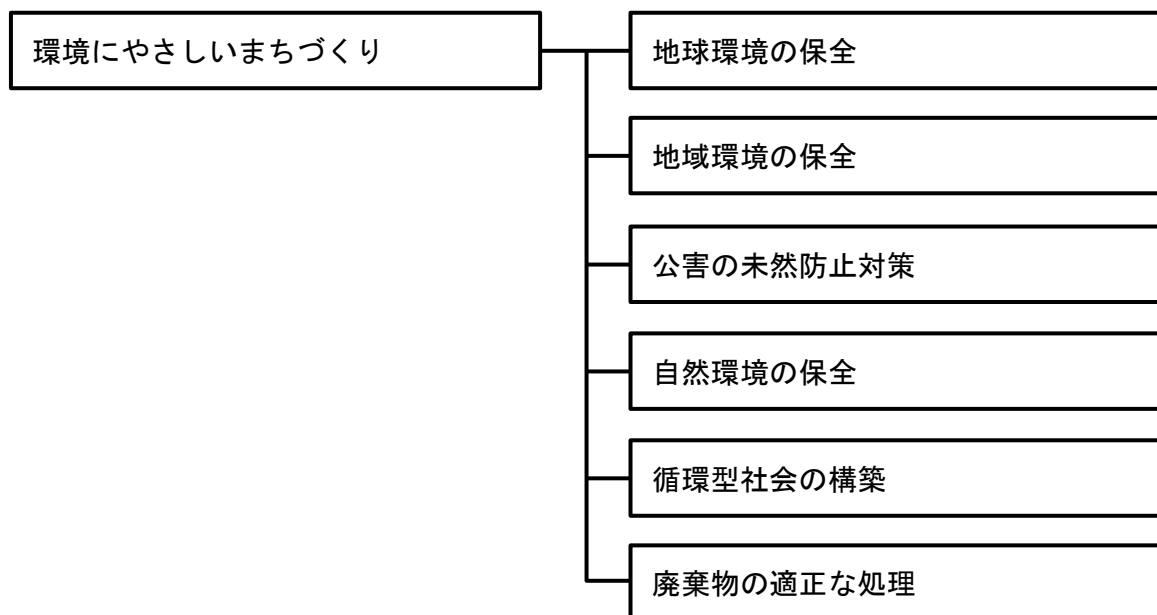 環境にやさしいまちづくり
地球環境の保全
地域環境の保全
公害の未然防止対策
自然環境の保全
循環型社会の構築
廃棄物の適正な処理